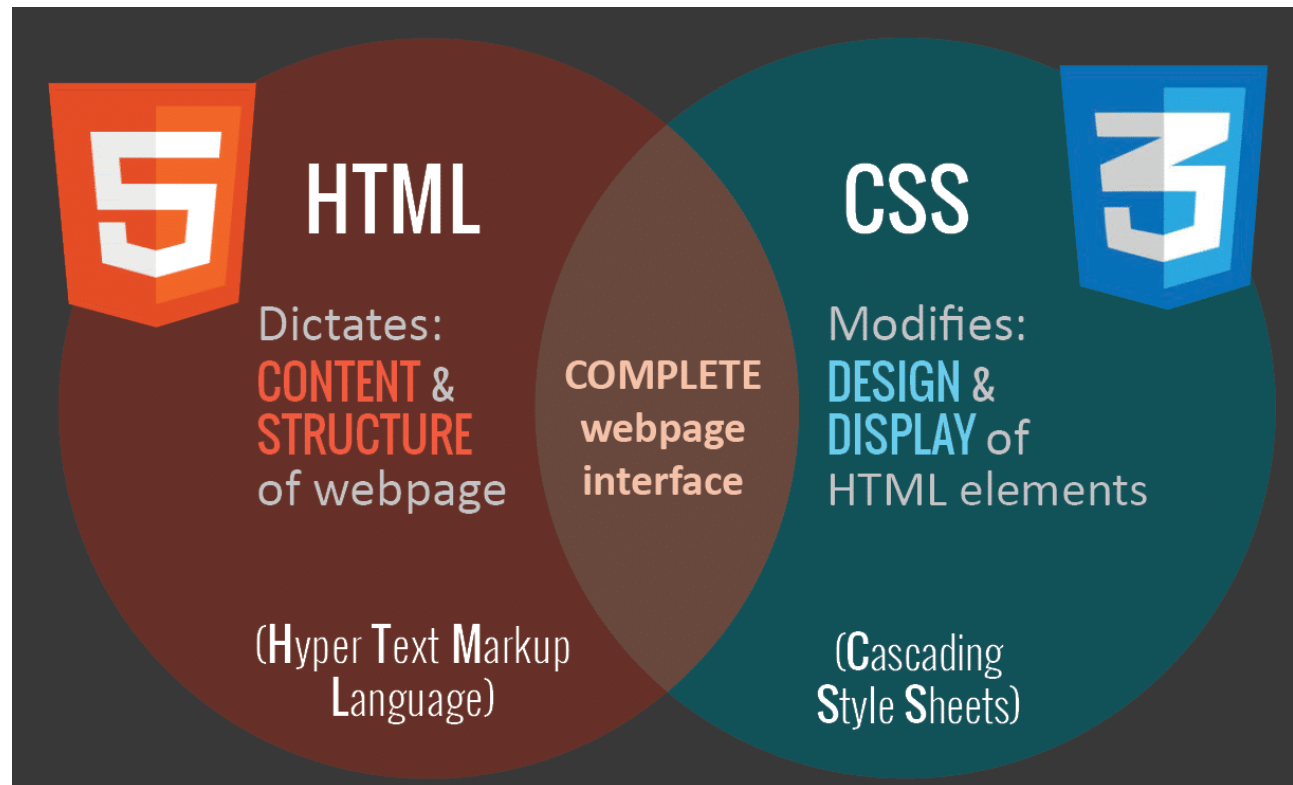 5
HTML
Dictates:
CONTENT &
STRUCTURE
of webpage
(Hyper Text Markup
Language)
COMPLETE
webpage
interface
3
CSS
Modifies:
DESIGN &
DISPLAY of
HTML elements
(Cascading
Style Sheets)